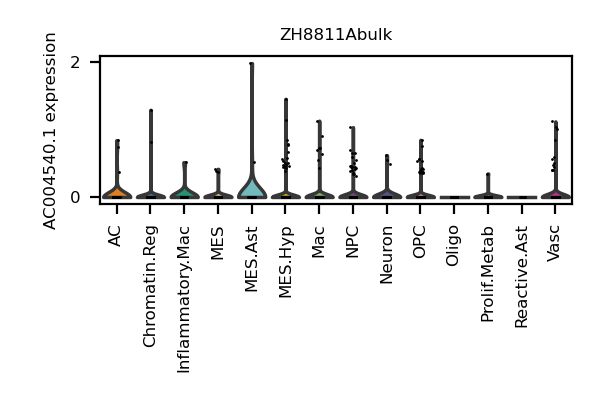 ZH8811Abulk
AC004540.1 expression
2
0
AC
Chromatin.Reg
Inflammatory.Mac
MES
MES.Ast
MES.Hyp
Mac
NPC
Neuron
OPC
Oligo
Prolif.Metab
Reactive.Ast
Vasc